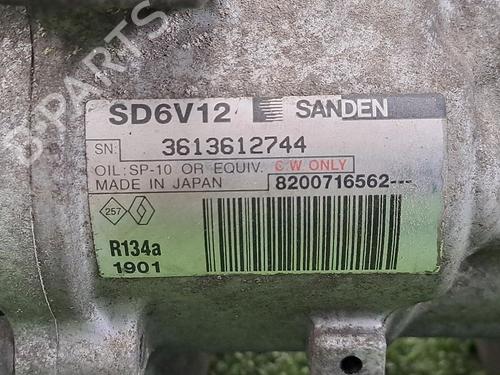 B-PARTS
SD6V12 SANDEN
SN: 3613612744
OIL: SP-10 OR EQUIV. C.W ONLY
MADE IN JAPAN 8200716562---
257
R134a
1901